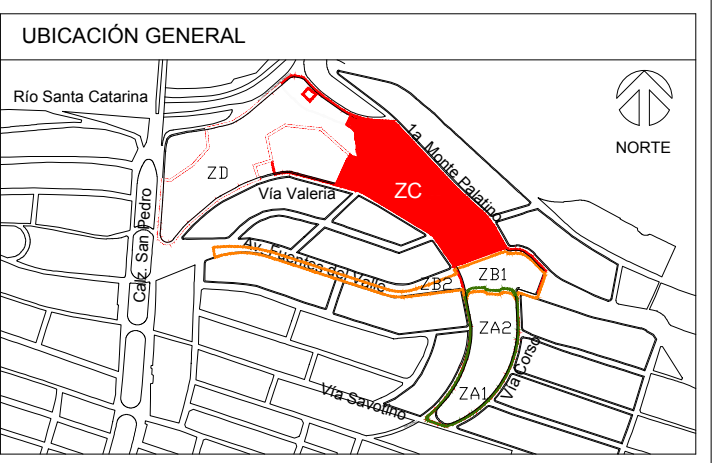 UBICACIÓN GENERAL
Río Santa Catarina
NORTE
1a. Monte Palatino
ZD
ZC
Vía Valeria
Calz. San Pedro
Av. Fuentes del Valle
ZB2
ZB1
ZA2
Vía Corso
Vía Savotino
ZA1